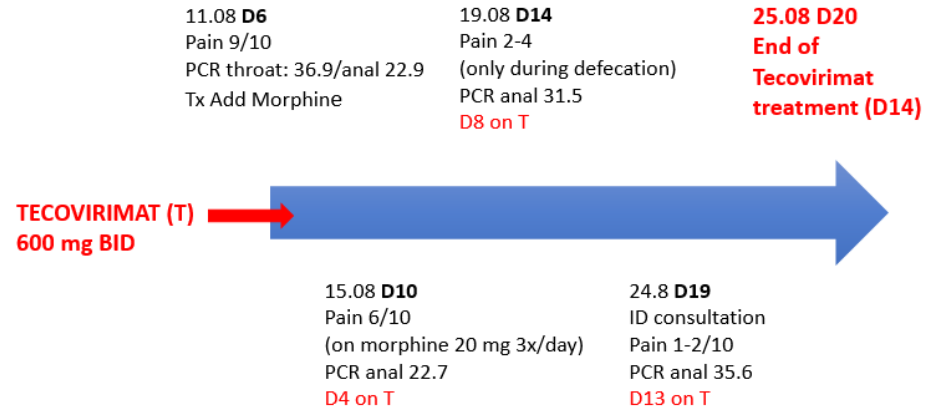 11.08 D6
Pain 9/10
PCR throat: 36.9/anal 22.9
Tx Add Morphine
19.08 D14
Pain 2-4
(only during defecation)
PCR anal 31.5
D8 on T
25.08 D20
End of
Tecovirimat
treatment (D14)
TECOVIRIMAT (T)
600 mg BID
15.08 D10
Pain 6/10
(on morphine 20 mg 3x/day)
PCR anal 22.7
D4 on T
24.8 D19
ID consultation
Pain 1-2/10
PCR anal 35.6
D13 on T